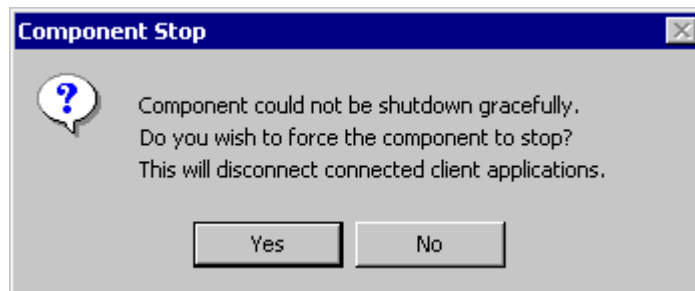 Component Stop
Component could not be shutdown gracefully.
Do you wish to force the component to stop?
This will disconnect connected client applications.
Yes
No